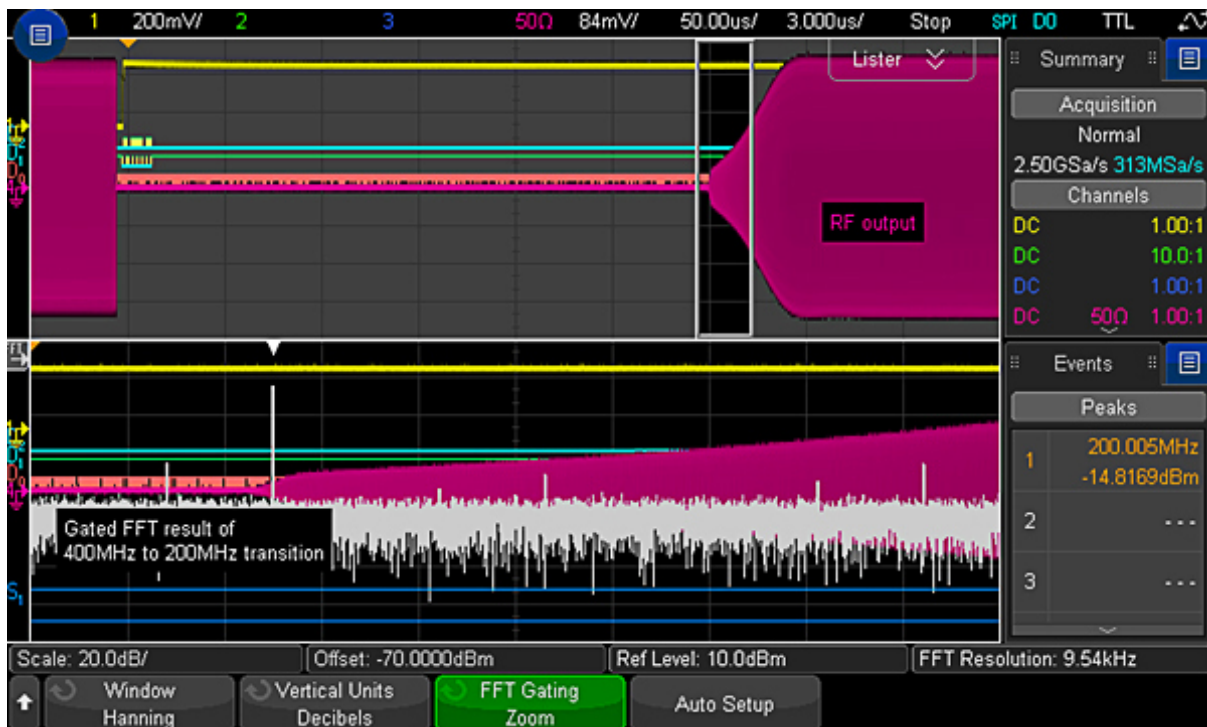 1 200mV/ 2 3 50Ω 84mV/ 50.00us/ 3.000us/ Stop SPI D0 TTL
Lister
Summary
Acquisition
Normal
2.50GSa/s 313MSa/s
Channels
DC 1.00:1
DC 10.0:1
DC 1.00:1
DC 50Ω 1.00:1
RF output
Events
Peaks
1 200.005MHz
-14.8169dBm
2 ---
3 ---
Gated FFT result of
400MHz to 200MHz transition
S1
Scale: 20.0dB/ Offset: -70.0000dBm Ref Level: 10.0dBm FFT Resolution: 9.54kHz
Window Vertical Units FFT Gating Auto Setup
Hanning Decibels Zoom